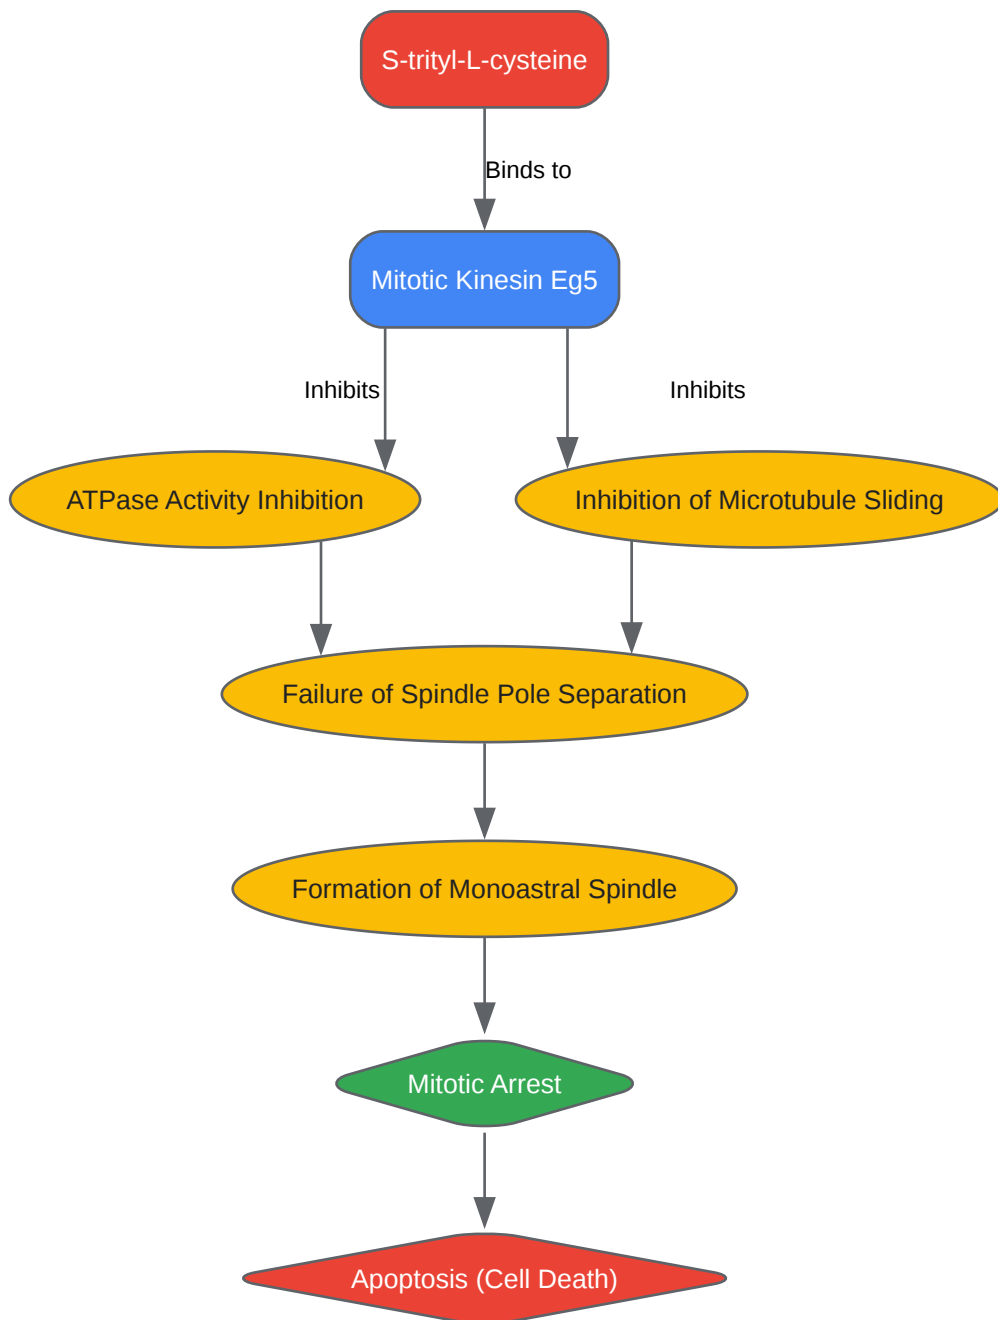 S-trityl-L-cysteine
Binds to
Mitotic Kinesin Eg5
Inhibits
Inhibits
ATPase Activity Inhibition
Inhibition of Microtubule Sliding
Failure of Spindle Pole Separation
Formation of Monoastral Spindle
Mitotic Arrest
Apoptosis (Cell Death)